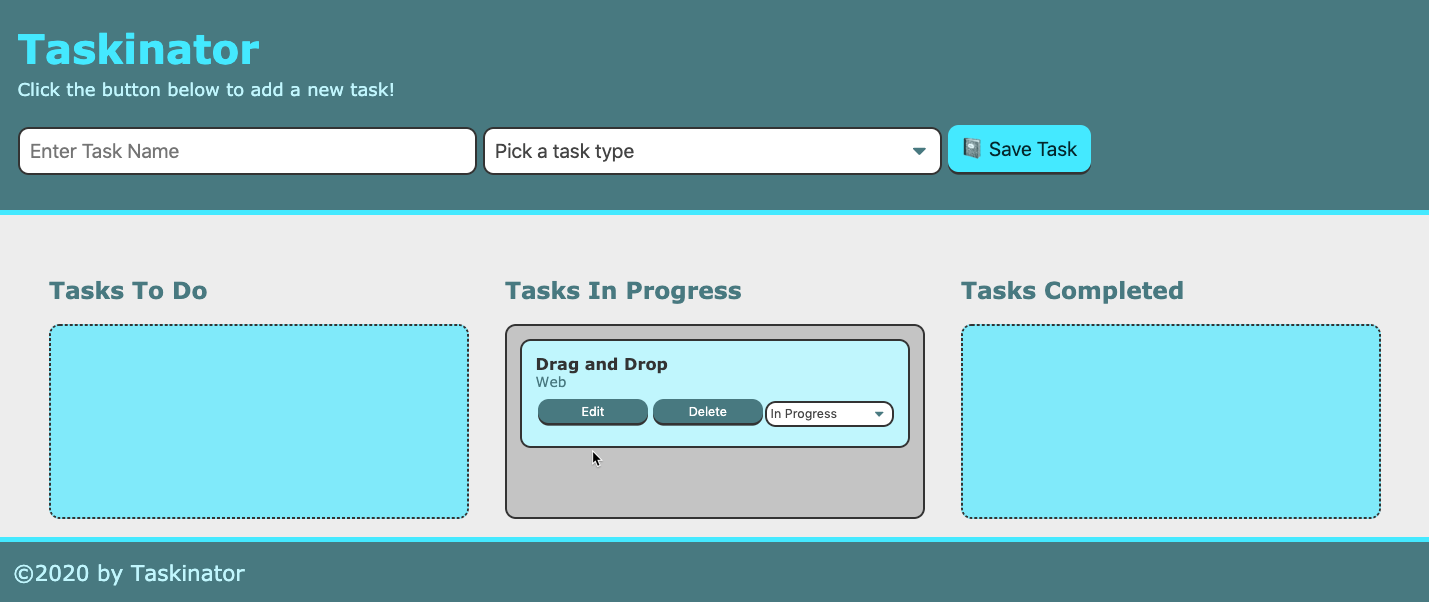 Taskinator
Click the button below to add a new task!
Enter Task Name
Pick a task type
Save Task
Tasks To Do
Tasks In Progress
Tasks Completed
Drag and Drop
Web
Edit
Delete
In Progress
©2020 by Taskinator